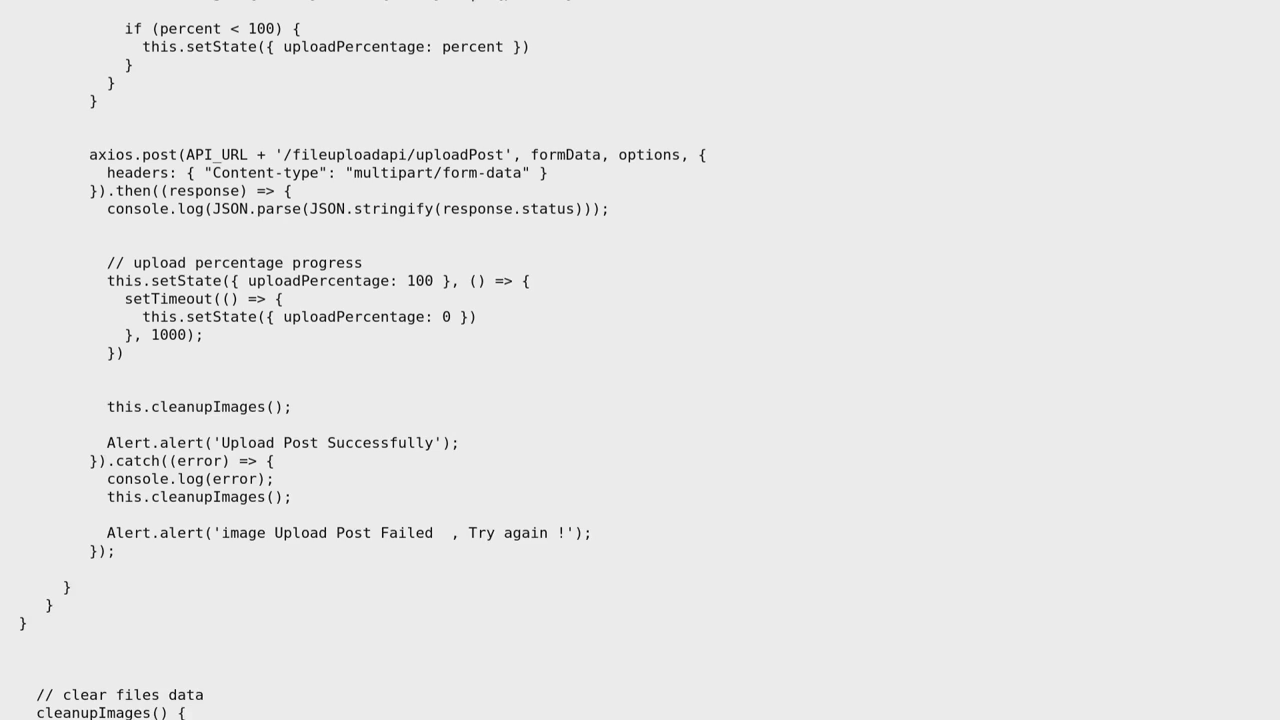 if (percent < 100) {
this.setState({ uploadPercentage: percent })
}
}
}
axios.post(API_URL + '/fileuploadapi/uploadPost', formData, options, {
headers: { "Content-type": "multipart/form-data" }
}).then((response) => {
console.log(JSON.parse(JSON.stringify(response.status)));
// upload percentage progress
this.setState({ uploadPercentage: 100 }, () => {
setTimeout(() => {
this.setState({ uploadPercentage: 0 })
}, 1000);
})
this.cleanupImages();
Alert.alert('Upload Post Successfully');
}).catch((error) => {
console.log(error);
this.cleanupImages();
Alert.alert('image Upload Post Failed  , Try again !');
});
}
}
}
// clear files data
cleanupImages() {